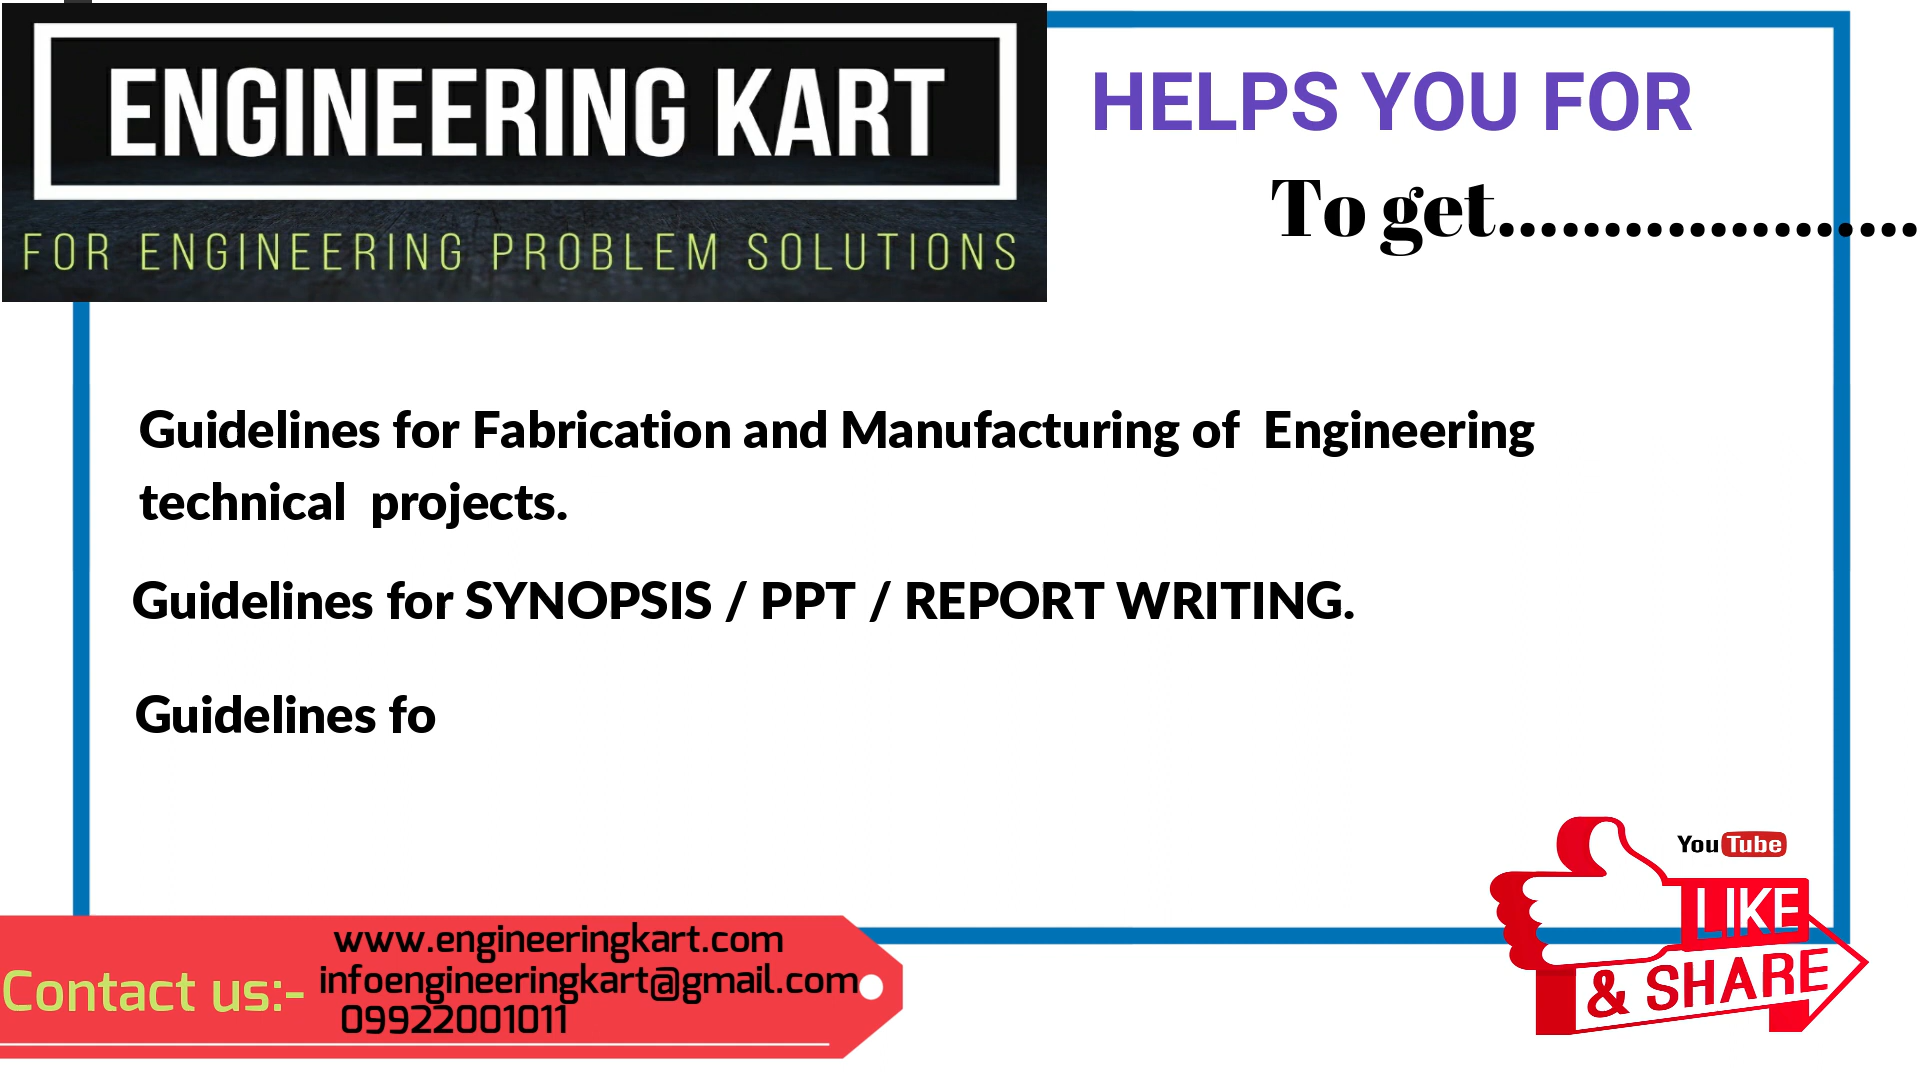 ENGINEERING KART
FOR ENGINEERING PROBLEM SOLUTIONS
HELPS YOU FOR
To get....................
Guidelines for Fabrication and Manufacturing of  Engineering
technical  projects.
Guidelines for SYNOPSIS / PPT / REPORT WRITING.
Guidelines fo
Contact us:-
www.engineeringkart.com
infoengineeringkart@gmail.com
09922001011
YouTube
LIKE
& SHARE